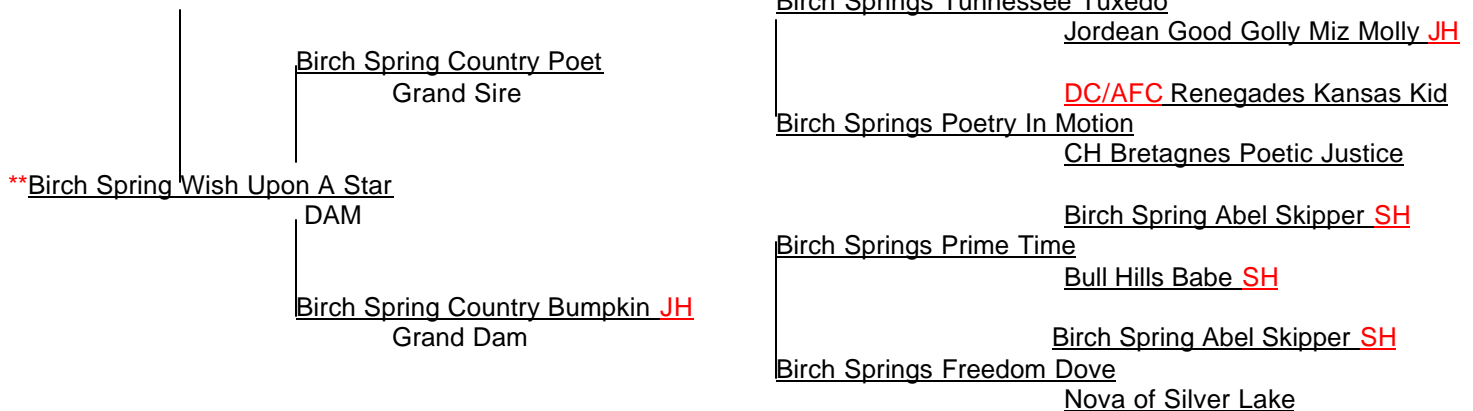 Birch Springs Tunnessee Tuxedo
Jordean Good Golly Miz Molly JH
Birch Spring Country Poet
Grand Sire
DC/AFC Renegades Kansas Kid
Birch Springs Poetry In Motion
CH Bretagnes Poetic Justice
**Birch Spring Wish Upon A Star
DAM
Birch Spring Abel Skipper SH
Birch Springs Prime Time
Bull Hills Babe SH
Birch Spring Country Bumpkin JH
Grand Dam
Birch Spring Abel Skipper SH
Birch Springs Freedom Dove
Nova of Silver Lake